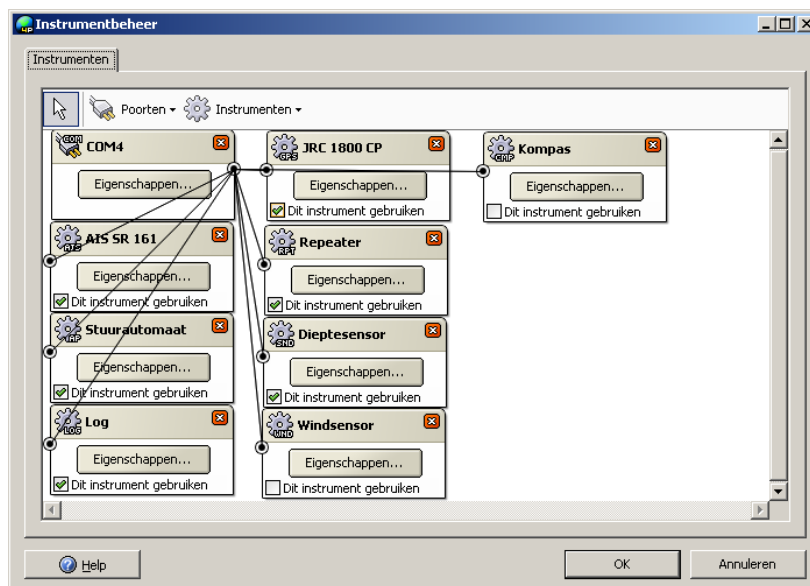 Instrumentbeheer
Instrumenten
Poorten
Instrumenten
COM4
Eigenschappen...
JRC 1800 CP
Eigenschappen...
Dit instrument gebruiken
Kompas
Eigenschappen...
Dit instrument gebruiken
AIS SR 161
Eigenschappen...
Dit instrument gebruiken
Repeater
Eigenschappen...
Dit instrument gebruiken
Stuurautomaat
Eigenschappen...
Dit instrument gebruiken
Dieptesensor
Eigenschappen...
Dit instrument gebruiken
Log
Eigenschappen...
Dit instrument gebruiken
Windsensor
Eigenschappen...
Dit instrument gebruiken
Help
OK
Annuleren